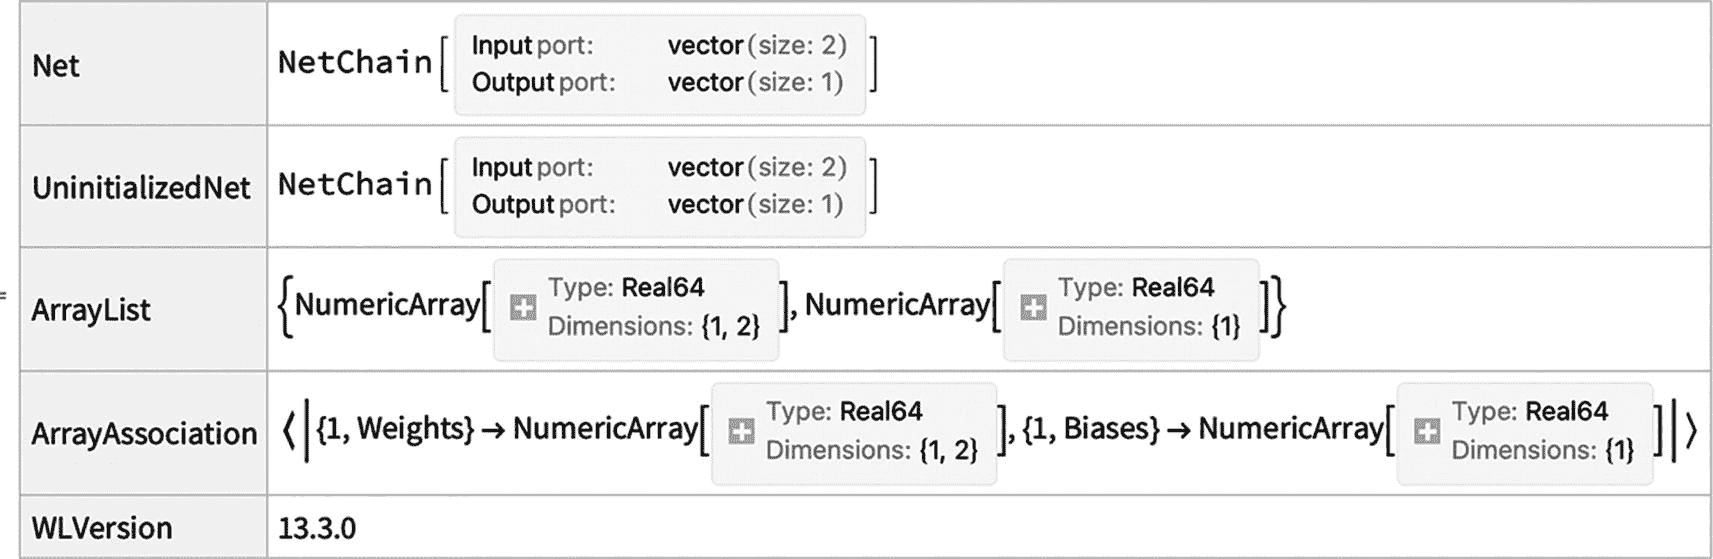 Net NetChain[ Input port: vector (size: 2) ]
Output port: vector (size: 1)
UninitializedNet NetChain[ Input port: vector (size: 2) ]
Output port: vector (size: 1)
= ArrayList {NumericArray[ Type: Real64 ], NumericArray[ Type: Real64 ]}
Dimensions: {1, 2} Dimensions: {1}
ArrayAssociation ⟨|{1, Weights} → NumericArray[ Type: Real64 ], {1, Biases} → NumericArray[ Type: Real64 ]|⟩
Dimensions: {1, 2} Dimensions: {1}
WLVersion 13.3.0